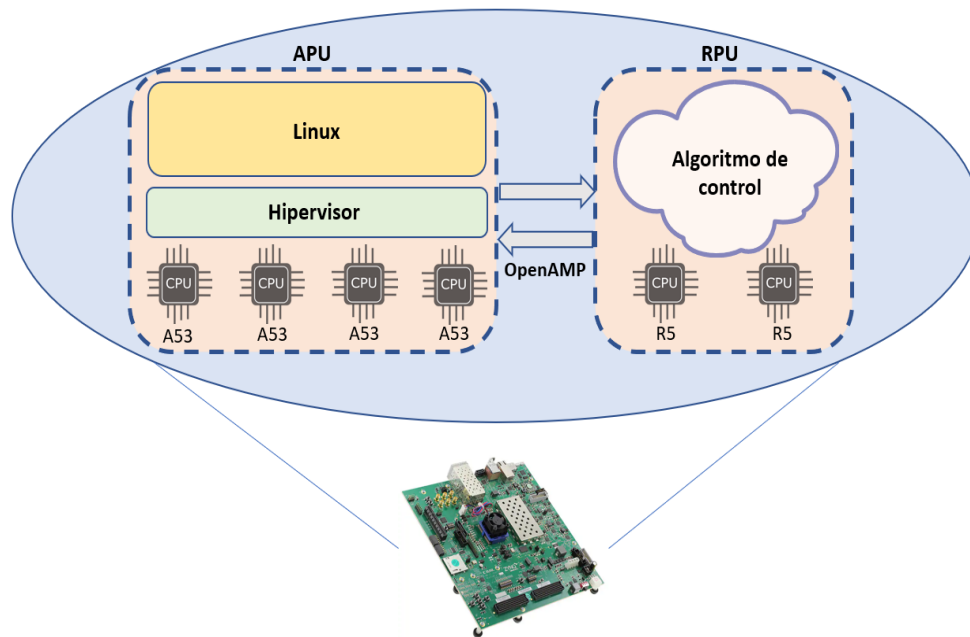 APU
RPU
Linux
Hipervisor
Algoritmo de
control
OpenAMP
CPU
CPU
CPU
CPU
CPU
CPU
A53
A53
A53
A53
R5
R5